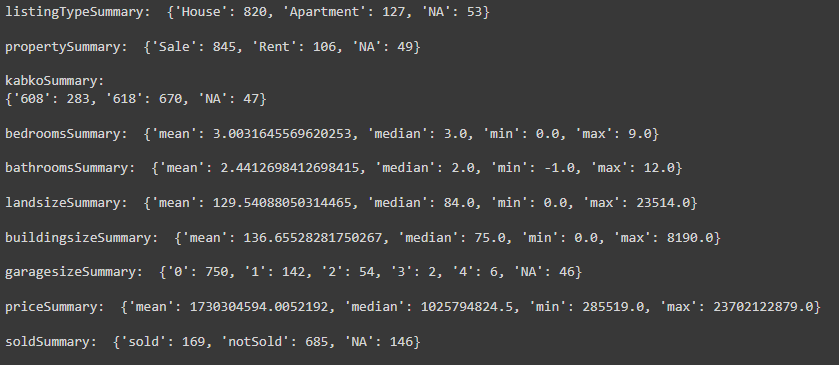 listingTypeSummary:  {'House': 820, 'Apartment': 127, 'NA': 53}
propertySummary:  {'Sale': 845, 'Rent': 106, 'NA': 49}
kabkoSummary:
{'608': 283, '618': 670, 'NA': 47}
bedroomsSummary:  {'mean': 3.0031645569620253, 'median': 3.0, 'min': 0.0, 'max': 9.0}
bathroomsSummary:  {'mean': 2.4412698412698415, 'median': 2.0, 'min': -1.0, 'max': 12.0}
landsizeSummary:  {'mean': 129.54088050314465, 'median': 84.0, 'min': 0.0, 'max': 23514.0}
buildingsizeSummary:  {'mean': 136.65528281750267, 'median': 75.0, 'min': 0.0, 'max': 8190.0}
garagesizeSummary:  {'0': 750, '1': 142, '2': 54, '3': 2, '4': 6, 'NA': 46}
priceSummary:  {'mean': 1730304594.0052192, 'median': 1025794824.5, 'min': 285519.0, 'max': 23702122879.0}
soldSummary:  {'sold': 169, 'notSold': 685, 'NA': 146}